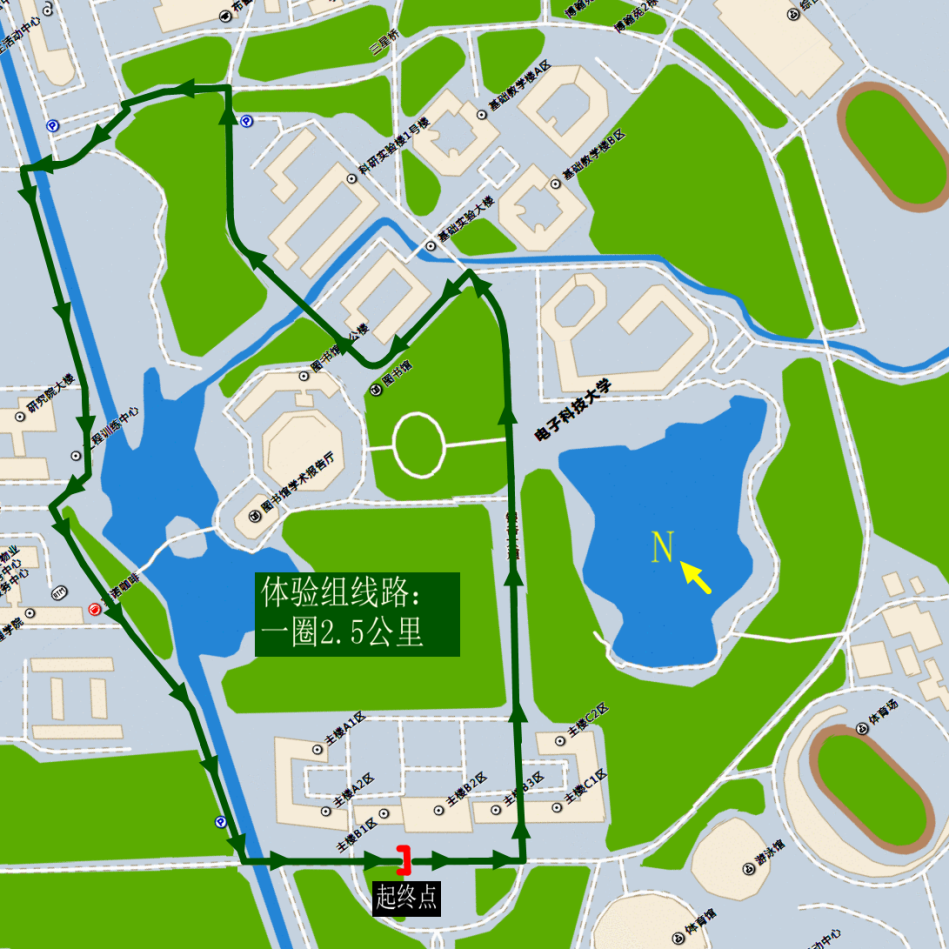 三星桥
P
P
基础教学楼A区
科研实验楼1号楼
基础教学楼B区
基础实验大楼
图书馆
研究院大楼
电子科技大学
图书馆学术报告厅
N
体验组线路:
一圈2.5公里
ATM
主楼A1区
主楼C2区
体育场
主楼A2区
主楼B2区
主楼C1区
P
主楼B1区
游泳馆
起终点
体育馆